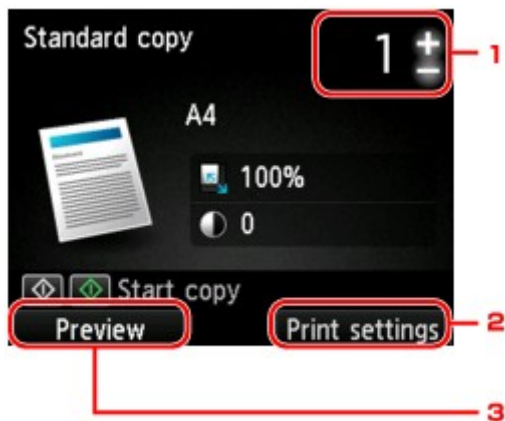 Standard copy
1 + −
1
A4
100%
0
Start copy
Preview
Print settings
2
3